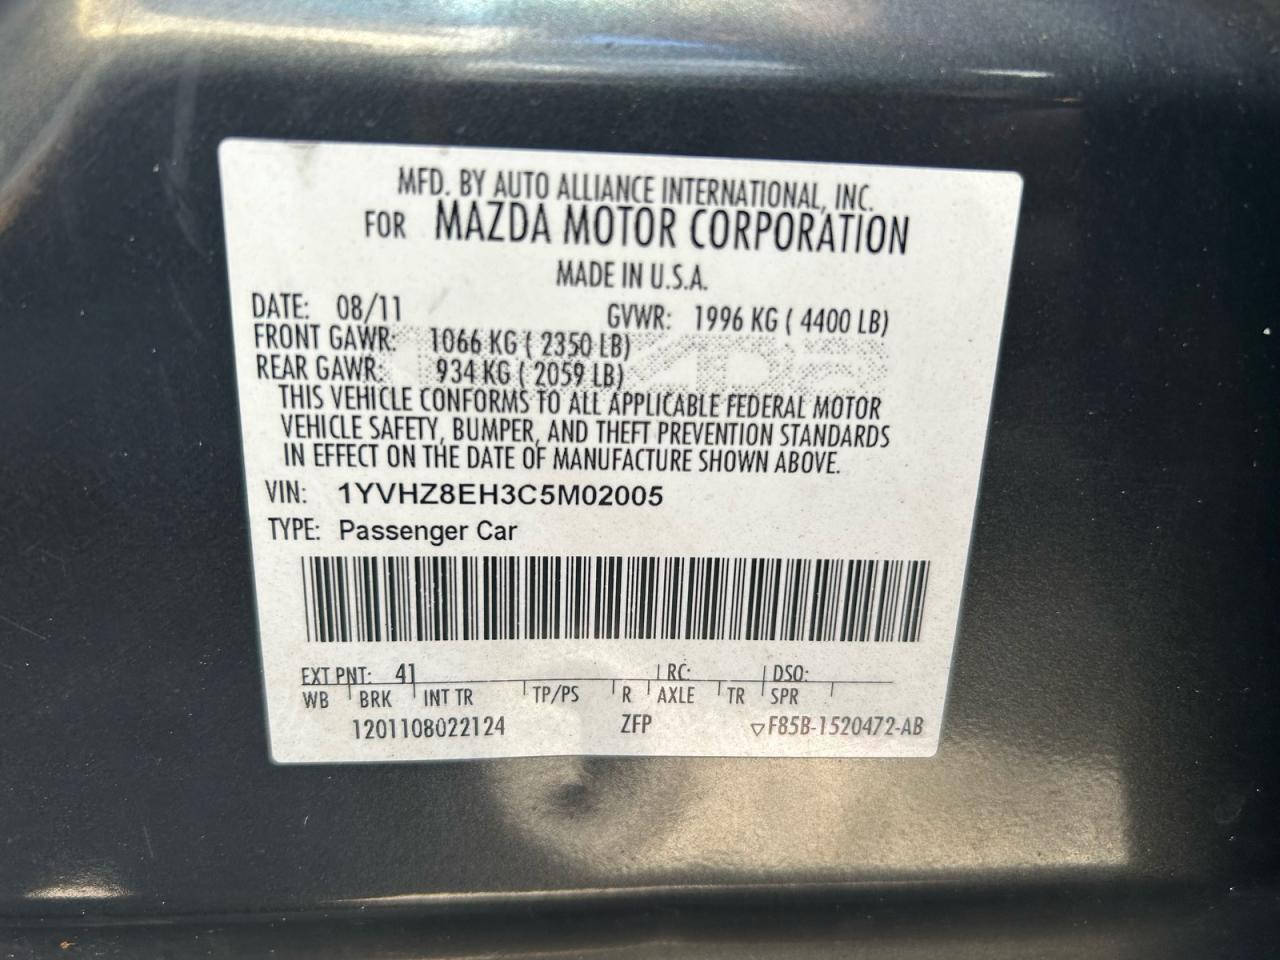 MFD. BY AUTO ALLIANCE INTERNATIONAL, INC.
FOR MAZDA MOTOR CORPORATION
MADE IN U.S.A.
DATE: 08/11 GVWR: 1996 KG ( 4400 LB)
FRONT GAWR: 1066 KG ( 2350 LB)
REAR GAWR: 934 KG ( 2059 LB)
THIS VEHICLE CONFORMS TO ALL APPLICABLE FEDERAL MOTOR
VEHICLE SAFETY, BUMPER, AND THEFT PREVENTION STANDARDS
IN EFFECT ON THE DATE OF MANUFACTURE SHOWN ABOVE.
VIN: 1YVHZ8EH3C5M02005
TYPE: Passenger Car
EXT PNT: 41 RC: DSO:
WB BRK INT TR TP/PS R AXLE TR SPR
1201108022124 ZFP ▽F85B-1520472-AB